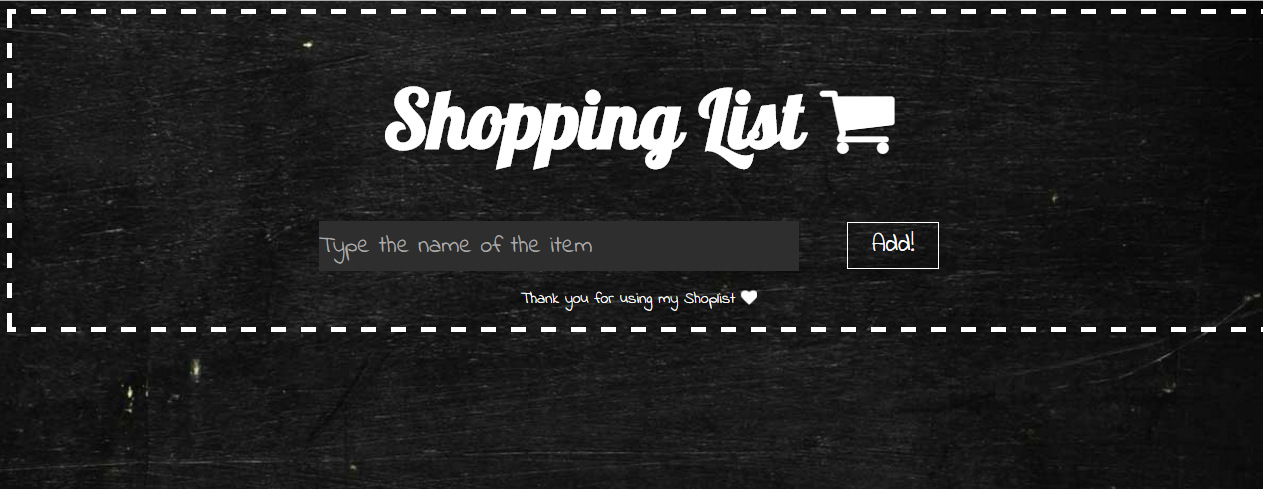 Shopping List
Type the name of the item
Add!
Thank you for using my Shoplist